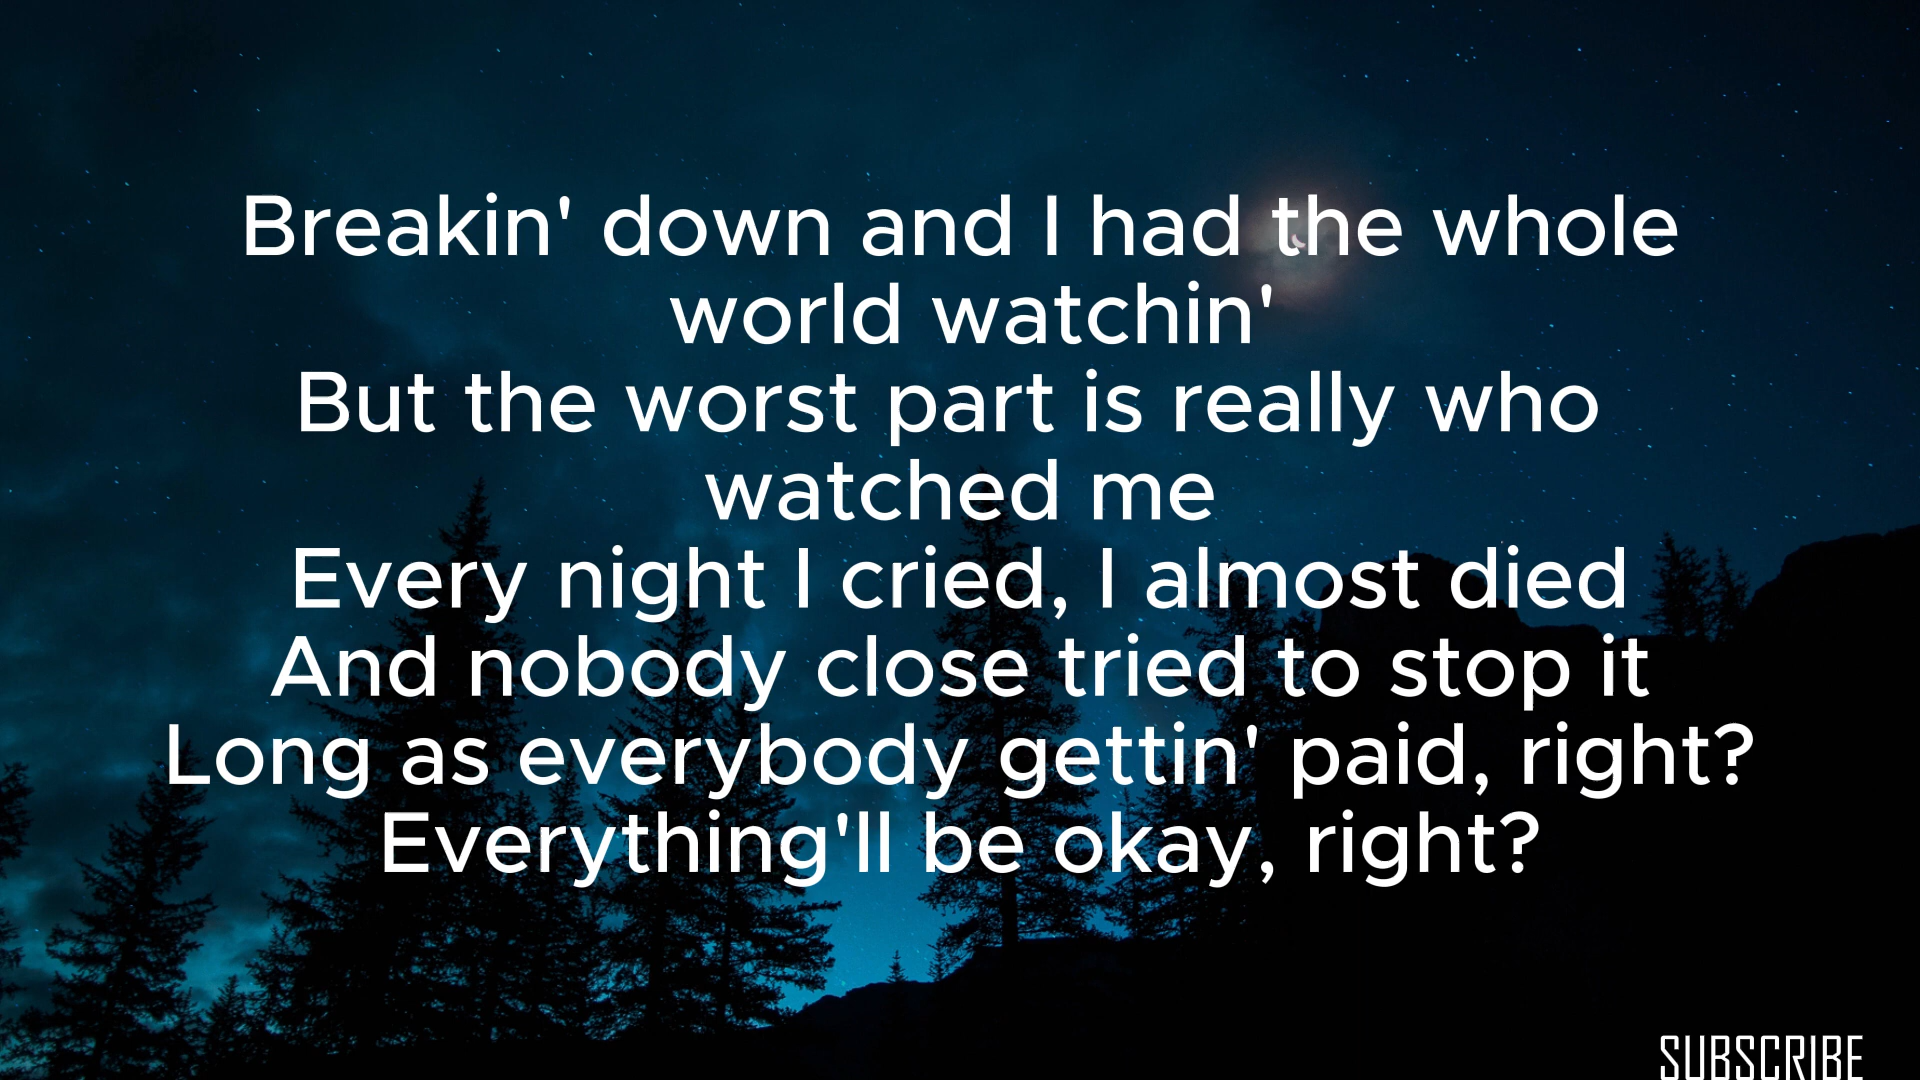 Breakin' down and I had the whole
world watchin'
But the worst part is really who
watched me
Every night I cried, I almost died
And nobody close tried to stop it
Long as everybody gettin' paid, right?
Everything'll be okay, right?
SUBSCRIBE